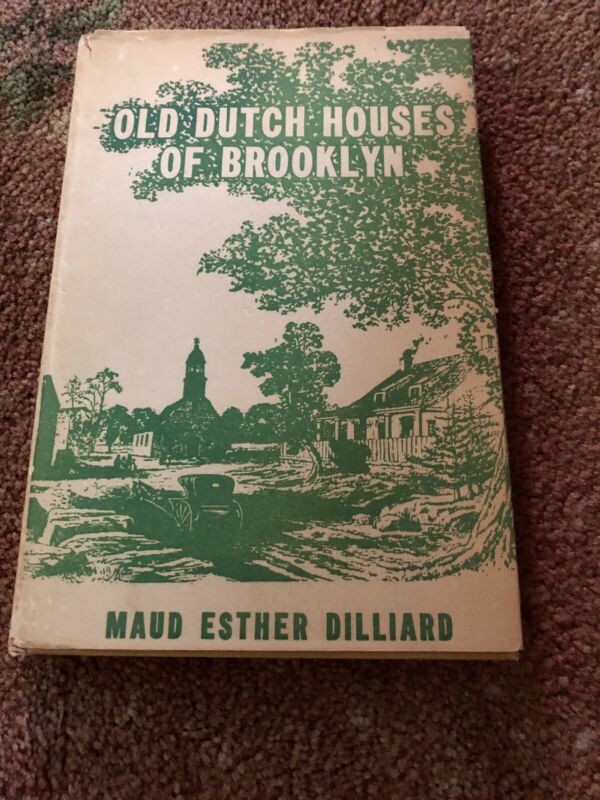 OLD DUTCH HOUSES
OF BROOKLYN
MAUD ESTHER DILLIARD